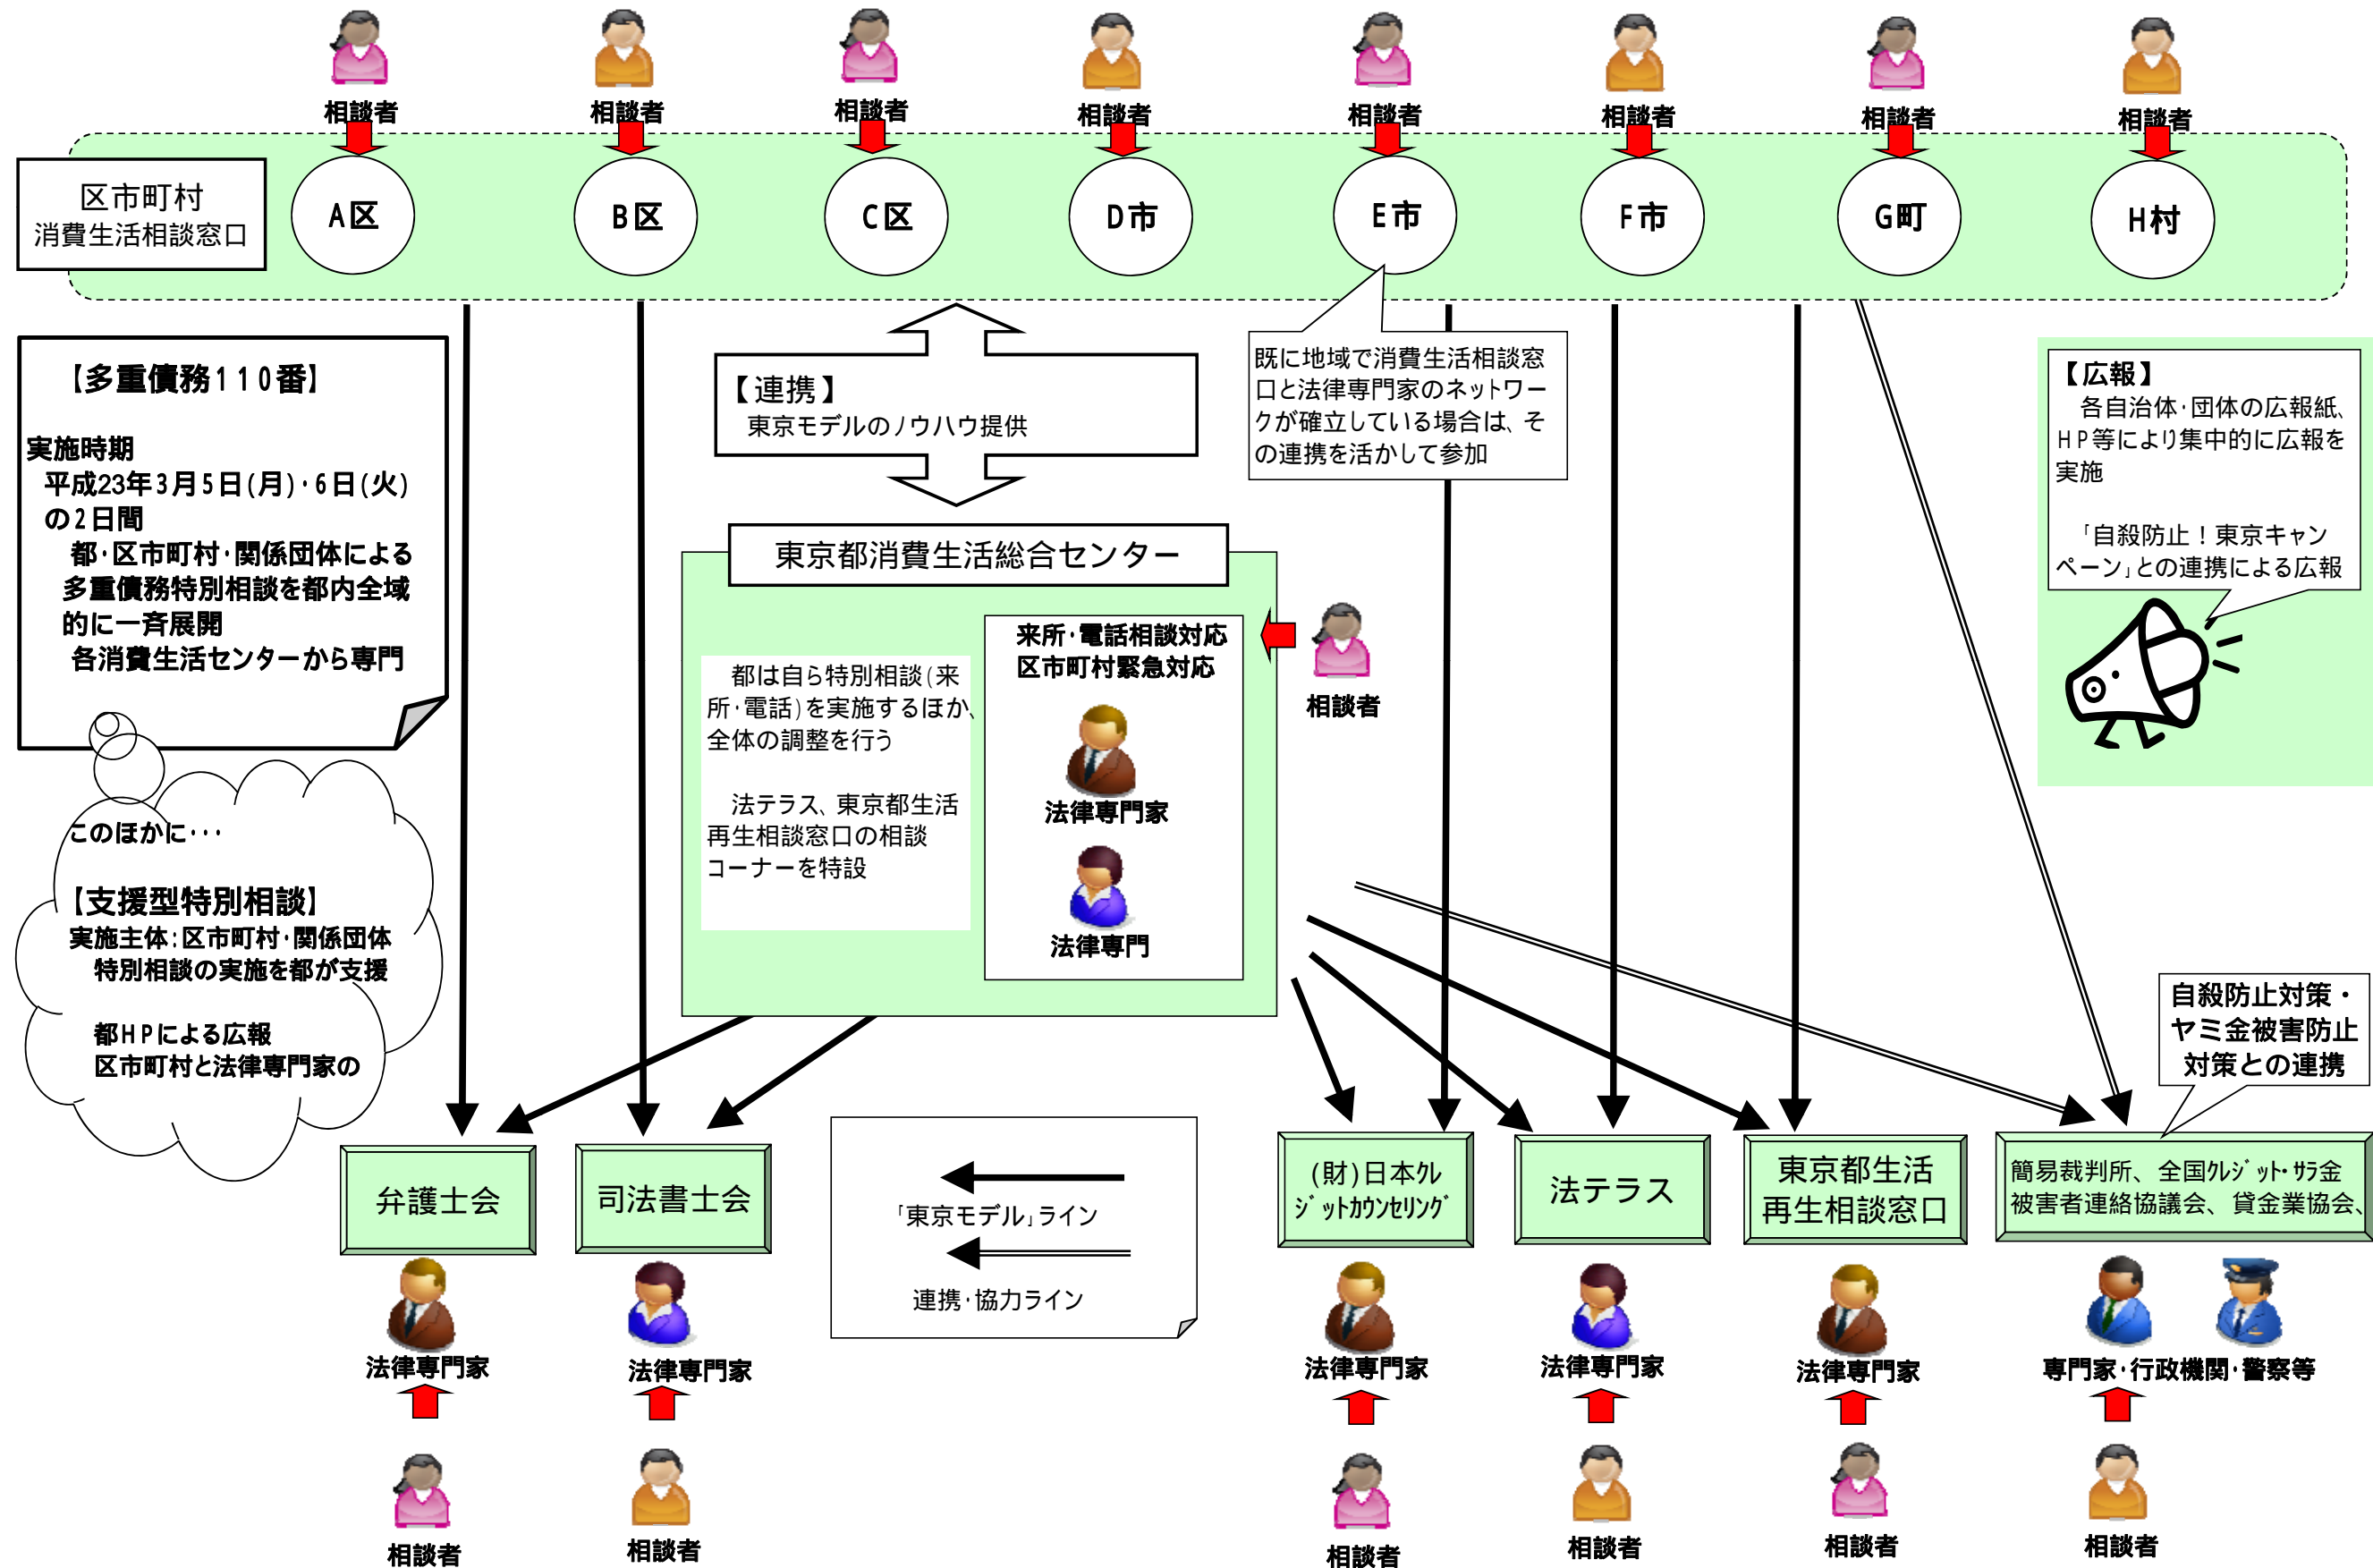 相談者
相談者
相談者
相談者
相談者
相談者
相談者
相談者
区市町村
消費生活相談窓口
A区
B区
C区
D市
E市
F市
G町
H村
【多重債務110番】
実施時期
平成23年3月5日(月)・6日(火)
の2日間
都・区市町村・関係団体による
多重債務特別相談を都内全域
的に一斉展開
各消費生活センターから専門
【連携】
東京モデルのノウハウ提供
既に地域で消費生活相談窓
口と法律専門家のネットワー
クが確立している場合は、そ
の連携を活かして参加
【広報】
各自治体・団体の広報紙、
HP等により集中的に広報を
実施
「自殺防止!東京キャン
ペーン」との連携による広報
東京都消費生活総合センター
都は自ら特別相談(来
所・電話)を実施するほか、
全体の調整を行う
法テラス、東京都生活
再生相談窓口の相談
コーナーを特設
来所・電話相談対応
区市町村緊急対応
法律専門家
法律専門
相談者
このほかに・・・
【支援型特別相談】
実施主体:区市町村・関係団体
特別相談の実施を都が支援
都HPによる広報
区市町村と法律専門家の
自殺防止対策・
ヤミ金被害防止
対策との連携
弁護士会
司法書士会
「東京モデル」ライン
連携・協力ライン
(財)日本クレ
ジットカウンセリング
法テラス
東京都生活
再生相談窓口
簡易裁判所、全国クレジット・サラ金
被害者連絡協議会、貸金業協会、
法律専門家
法律専門家
法律専門家
法律専門家
法律専門家
専門家・行政機関・警察等
相談者
相談者
相談者
相談者
相談者
相談者